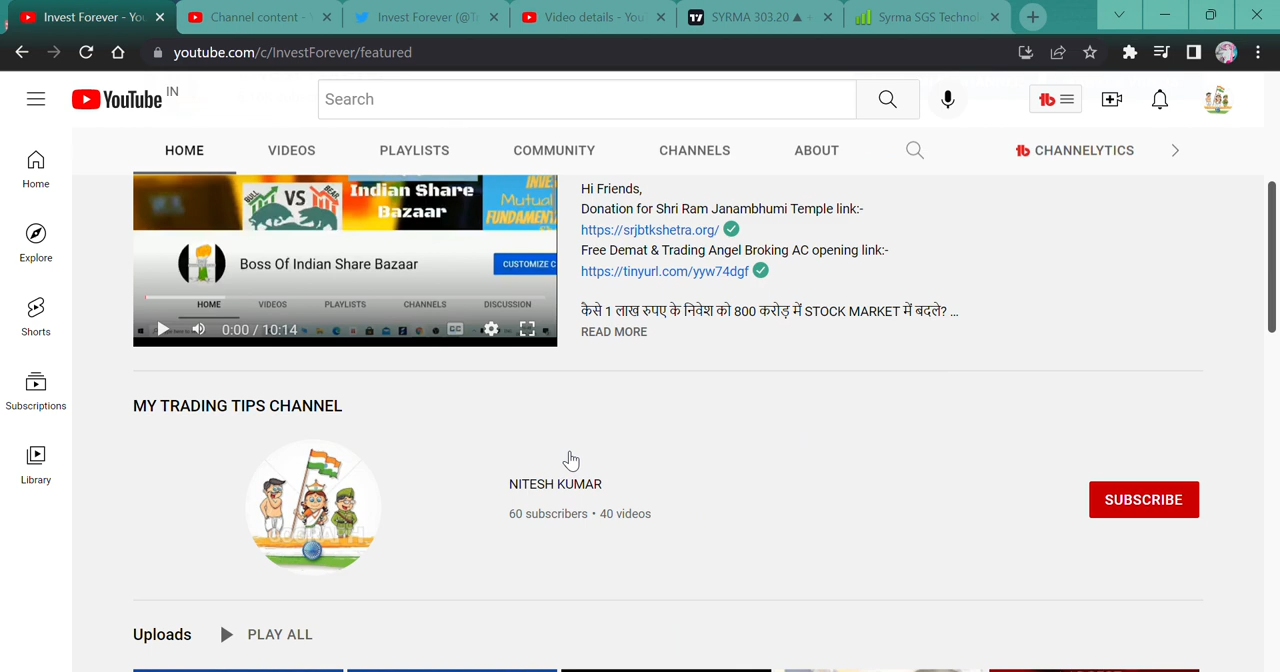 Invest Forever - You
Channel content - You
Invest Forever (@Tr
Video details - You
SYRMA 303.20 ▲ +
Syrma SGS Technol
youtube.com/c/InvestForever/featured
YouTube IN
Search
HOME VIDEOS PLAYLISTS COMMUNITY CHANNELS ABOUT CHANNELYTICS
Home
Explore
Shorts
Subscriptions
Library
VS
Indian Share
Bazaar
INVE
Mutual
FUNDAMENT
Boss Of Indian Share Bazaar
CUSTOMIZE C
HOME VIDEOS PLAYLISTS CHANNELS DISCUSSION
0:00 / 10:14
Hi Friends,
Donation for Shri Ram Janambhumi Temple link:-
https://srjbtkshetra.org/
Free Demat & Trading Angel Broking AC opening link:-
https://tinyurl.com/yyw74dgf
कैसे 1 लाख रुपए के निवेश को 800 करोड़ में STOCK MARKET में बदले? ...
READ MORE
MY TRADING TIPS CHANNEL
NITESH KUMAR
60 subscribers • 40 videos
SUBSCRIBE
Uploads PLAY ALL